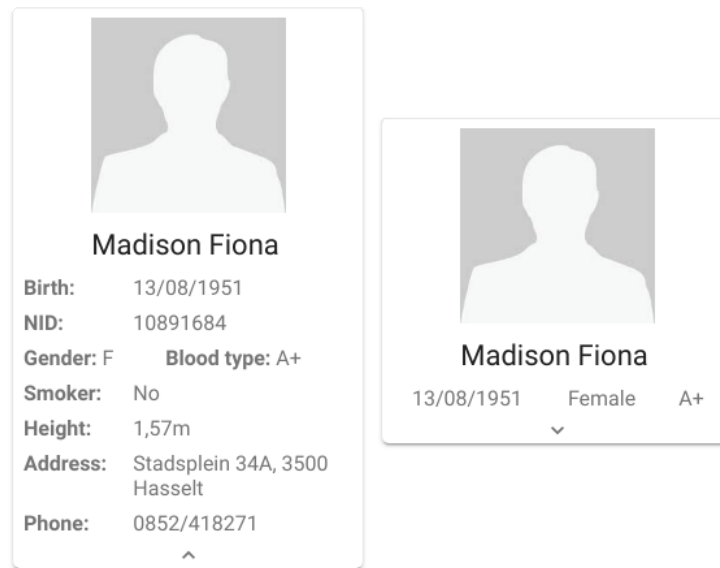 Madison Fiona
Birth: 13/08/1951
NID: 10891684
Gender: F Blood type: A+
Smoker: No
Height: 1,57m
Address: Stadsplein 34A, 3500
Hasselt
Phone: 0852/418271
Madison Fiona
13/08/1951 Female A+